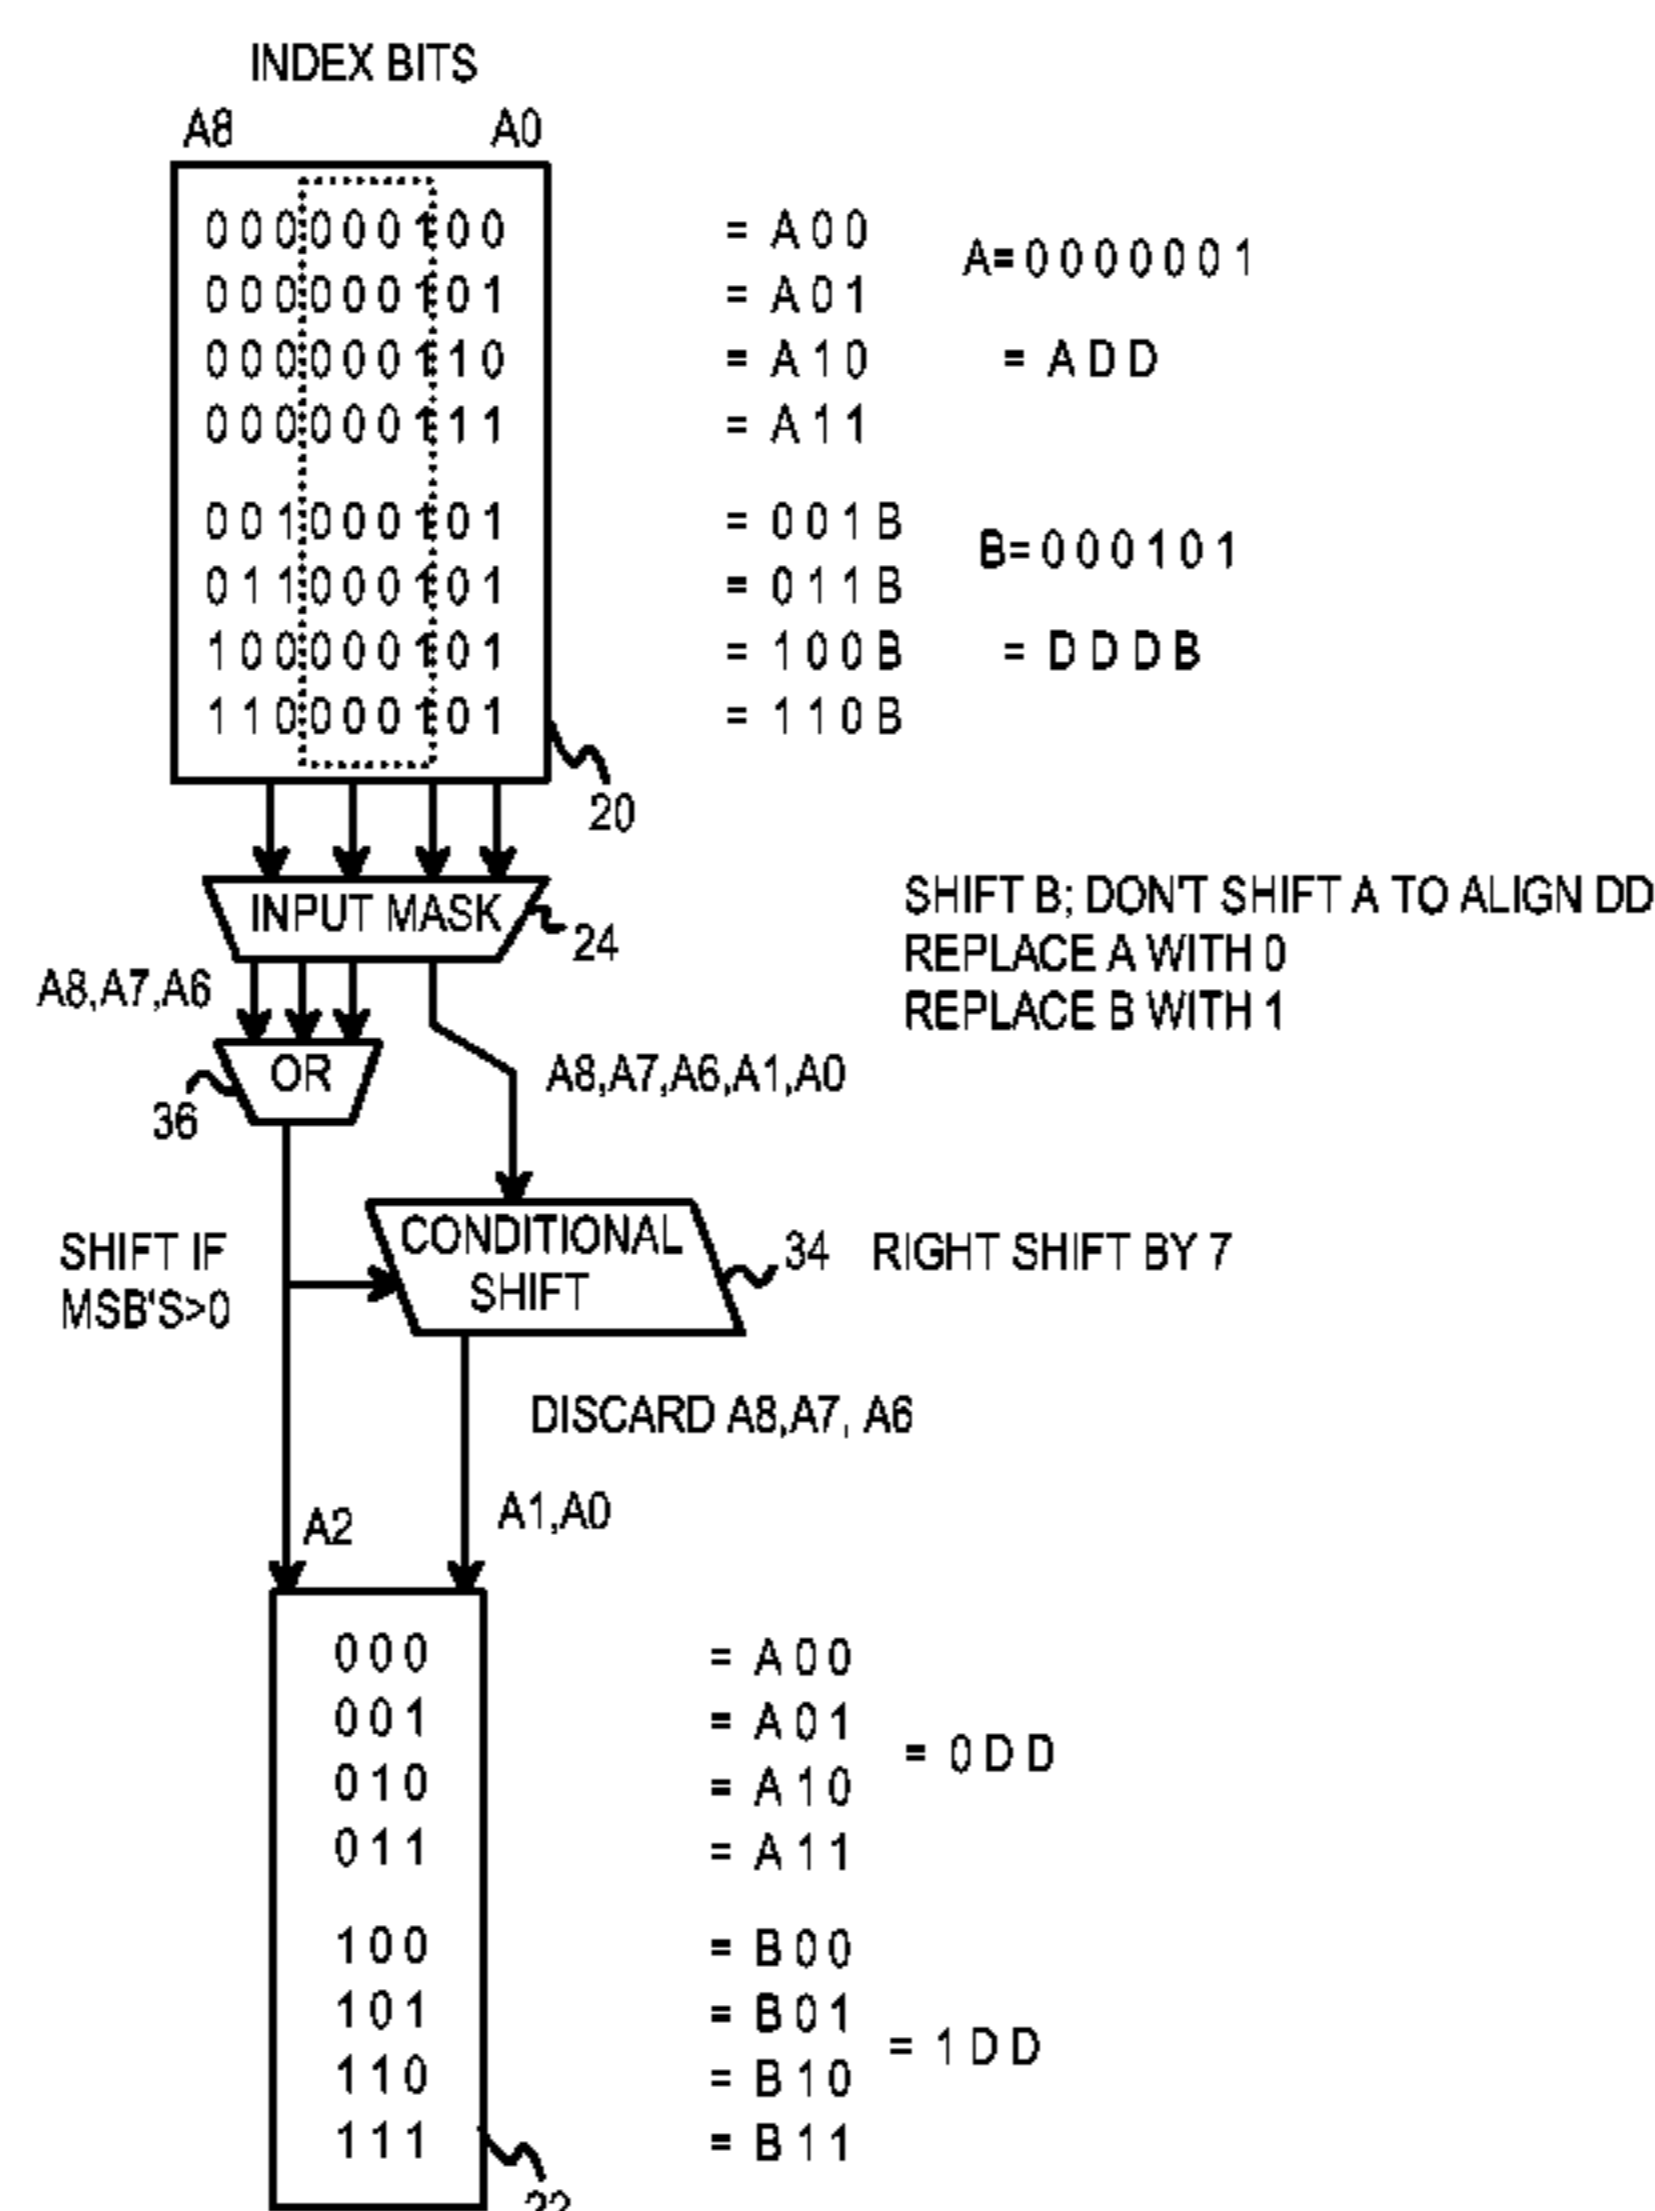 INDEX BITS
A8 A0
0 0 0 0 0 0 1 0 0 = A 0 0
A= 0 0 0 0 0 0 1
0 0 0 0 0 0 1 0 1 = A 0 1
0 0 0 0 0 0 1 1 0 = A 1 0 = A D D
0 0 0 0 0 0 1 1 1 = A 1 1
0 0 1 0 0 0 1 0 1 = 0 0 1 B
B= 0 0 0 1 0 1
0 1 1 0 0 0 1 0 1 = 0 1 1 B
1 0 0 0 0 0 1 0 1 = 1 0 0 B = D D D B
1 1 0 0 0 0 1 0 1 = 1 1 0 B
20
INPUT MASK
24
SHIFT B; DON'T SHIFT A TO ALIGN DD
REPLACE A WITH 0
REPLACE B WITH 1
A8,A7,A6
OR
36
A8,A7,A6,A1,A0
SHIFT IF
MSB'S>0
CONDITIONAL
SHIFT
34
RIGHT SHIFT BY 7
DISCARD A8,A7, A6
A2
A1,A0
0 0 0 = A 0 0
0 0 1 = A 0 1
= 0 D D
0 1 0 = A 1 0
0 1 1 = A 1 1
1 0 0 = B 0 0
1 0 1 = B 0 1
= 1 D D
1 1 0 = B 1 0
1 1 1 = B 1 1